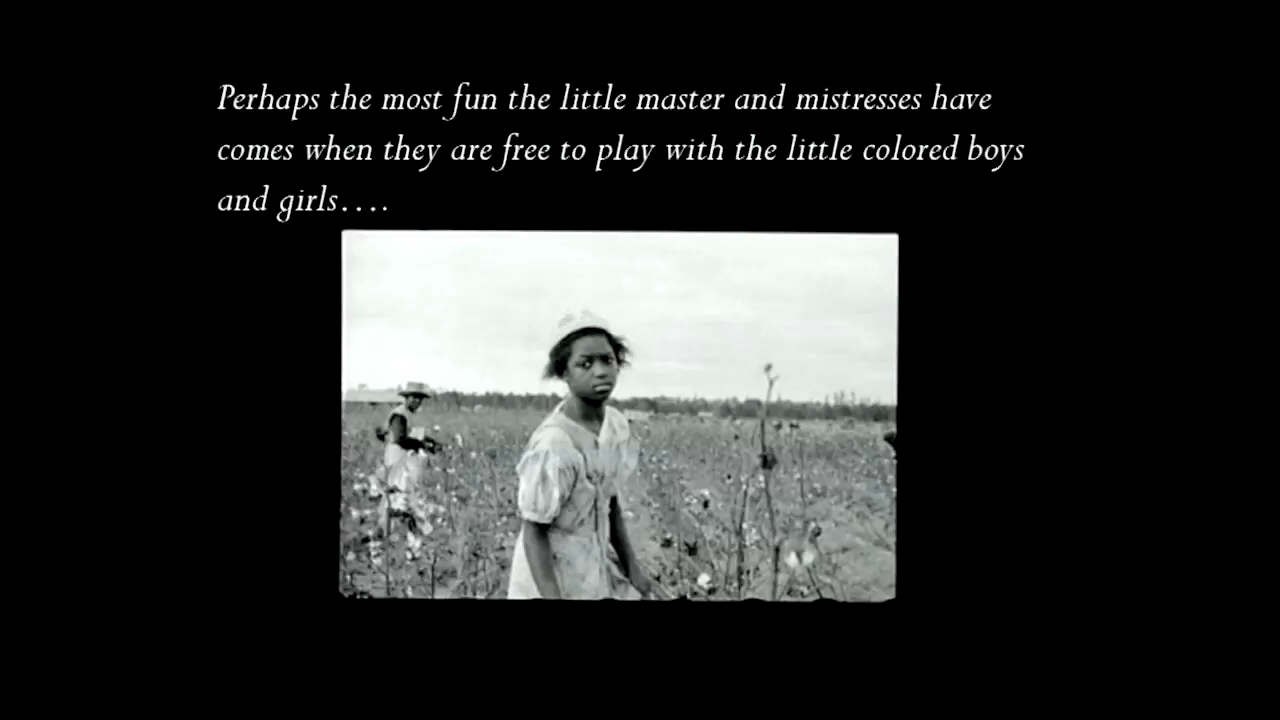 Perhaps the most fun the little master and mistresses have
comes when they are free to play with the little colored boys
and girls….